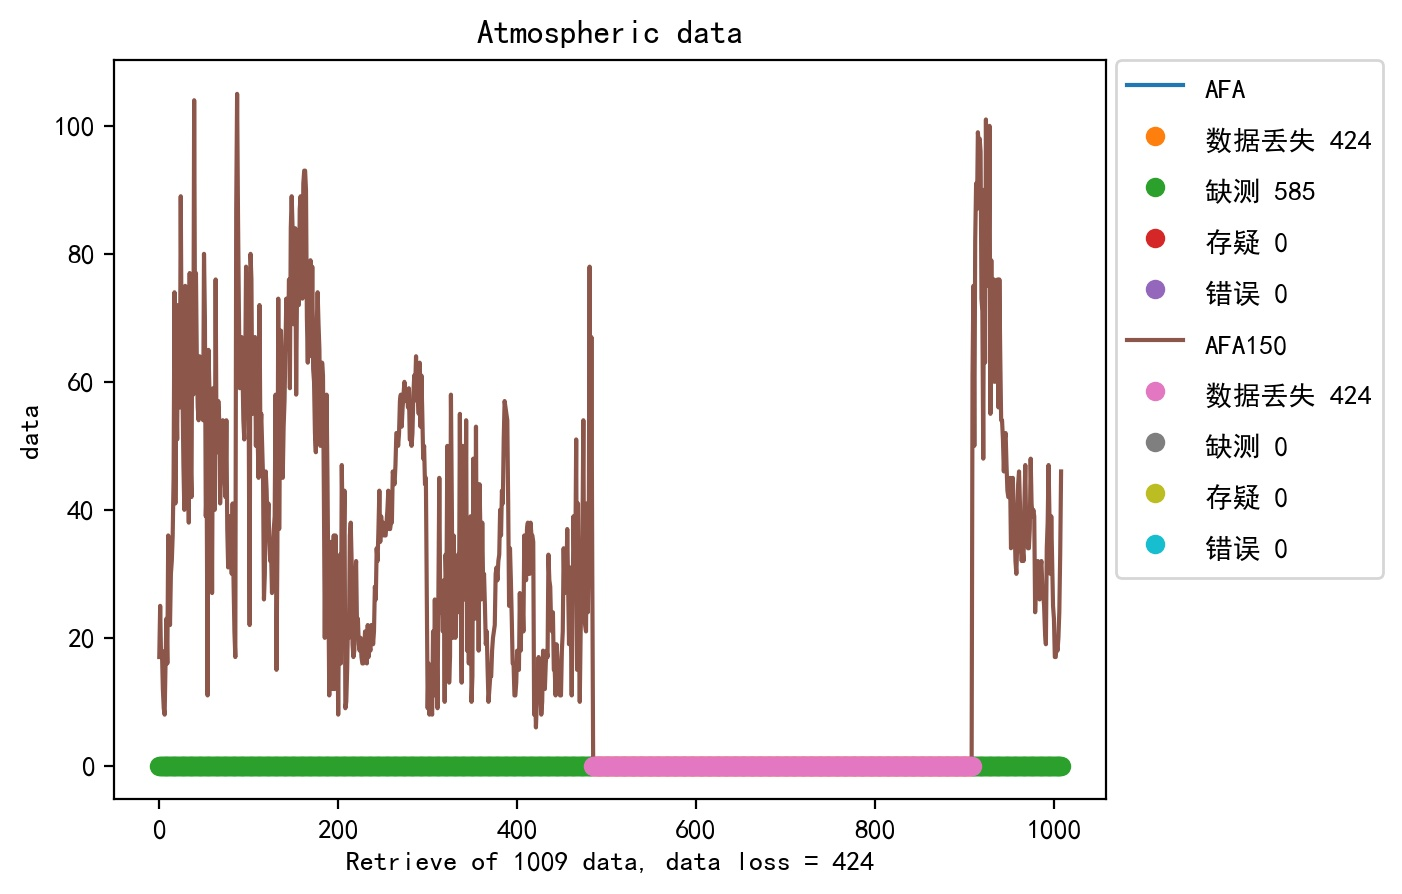 Atmospheric data
AFA
数据丢失 424
缺测 585
存疑 0
错误 0
AFA150
数据丢失 424
缺测 0
存疑 0
错误 0
data
100
80
60
40
20
0
0 200 400 600 800 1000
Retrieve of 1009 data, data loss = 424